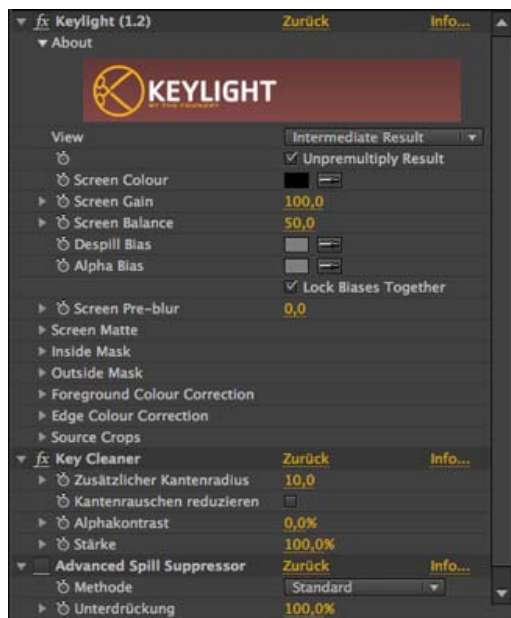 fx Keylight (1.2) Zurück Info...
About
KEYLIGHT
BY THE FOUNDRY
View Intermediate Result
Unpremultiply Result
Screen Colour
Screen Gain 100,0
Screen Balance 50,0
Despill Bias
Alpha Bias
Lock Biases Together
Screen Pre-blur 0,0
Screen Matte
Inside Mask
Outside Mask
Foreground Colour Correction
Edge Colour Correction
Source Crops
fx Key Cleaner Zurück Info...
Zusätzlicher Kantenradius 10,0
Kantenrauschen reduzieren
Alphakontrast 0,0%
Stärke 100,0%
Advanced Spill Suppressor Zurück Info...
Methode Standard
Unterdrückung 100,0%